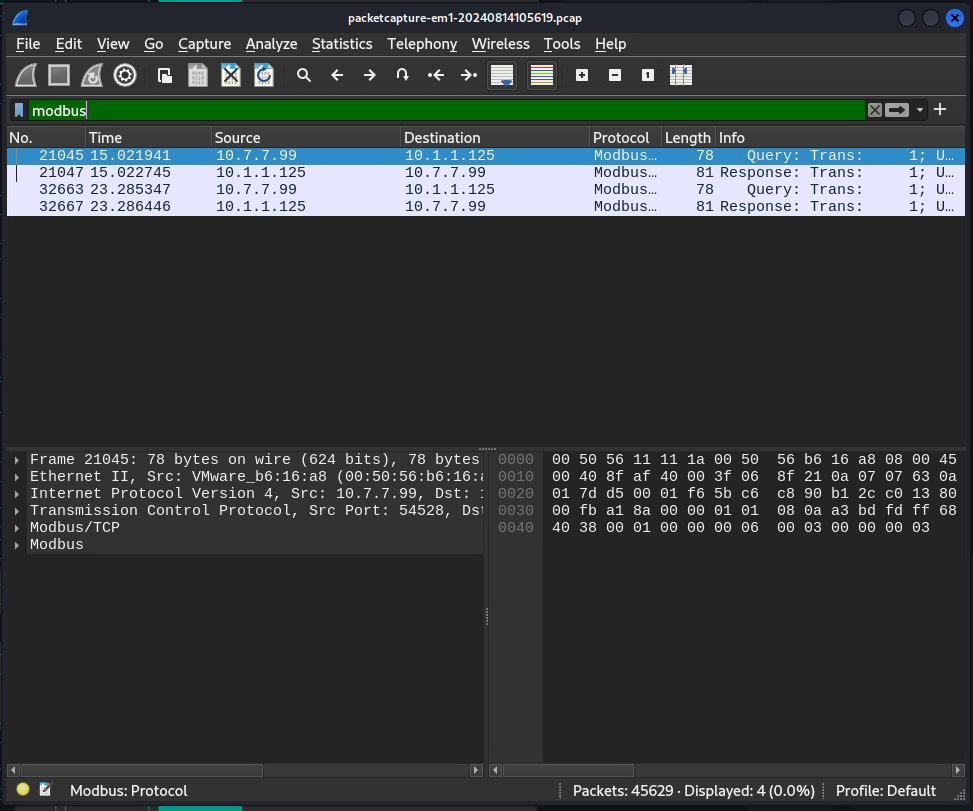 packetcapture-em1-20240814105619.pcap
File Edit View Go Capture Analyze Statistics Telephony Wireless Tools Help
modbus
No. Time Source Destination Protocol Length Info
21045 15.021941 10.7.7.99 10.1.1.125 Modbus… 78 Query: Trans: 1; U…
21047 15.022745 10.1.1.125 10.7.7.99 Modbus… 81 Response: Trans: 1; U…
32663 23.285347 10.7.7.99 10.1.1.125 Modbus… 78 Query: Trans: 1; U…
32667 23.286446 10.1.1.125 10.7.7.99 Modbus… 81 Response: Trans: 1; U…
Frame 21045: 78 bytes on wire (624 bits), 78 bytes
Ethernet II, Src: VMware_b6:16:a8 (00:50:56:b6:16:a
Internet Protocol Version 4, Src: 10.7.7.99, Dst:
Transmission Control Protocol, Src Port: 54528, Dst
Modbus/TCP
Modbus
0000 00 50 56 11 11 1a 00 50 56 b6 16 a8 08 00 45
0010 00 40 8f af 40 00 3f 06 8f 21 0a 07 07 63 0a
0020 01 7d d5 00 01 f6 5b c6 c8 90 b1 2c c0 13 80
0030 00 fb a1 8a 00 00 01 01 08 0a a3 bd fd ff 68
0040 40 38 00 01 00 00 00 06 00 03 00 00 00 03
Modbus: Protocol
Packets: 45629 · Displayed: 4 (0.0%)
Profile: Default